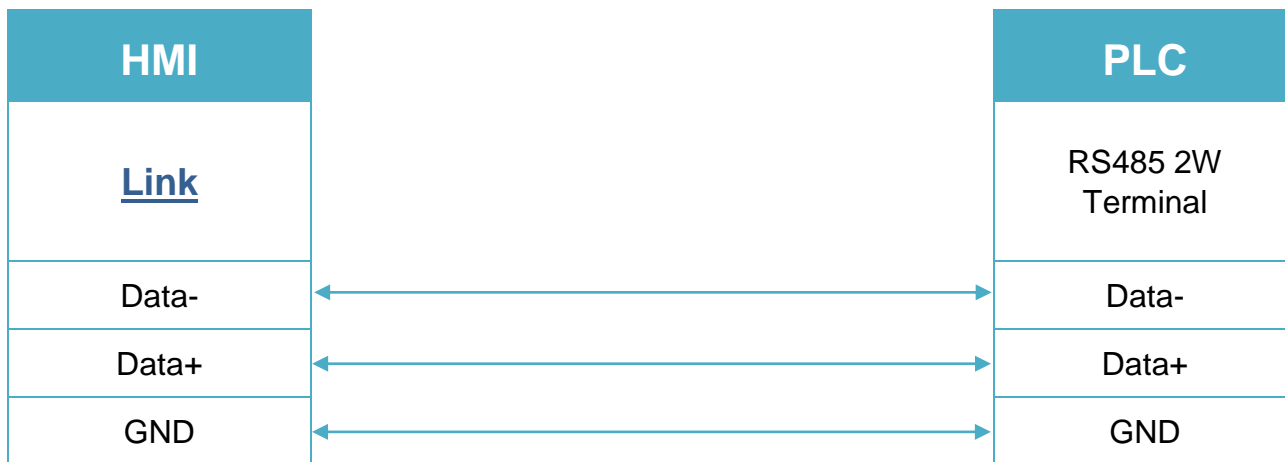 HMI PLC
Link RS485 2W
Terminal
Data- Data-
Data+ Data+
GND GND